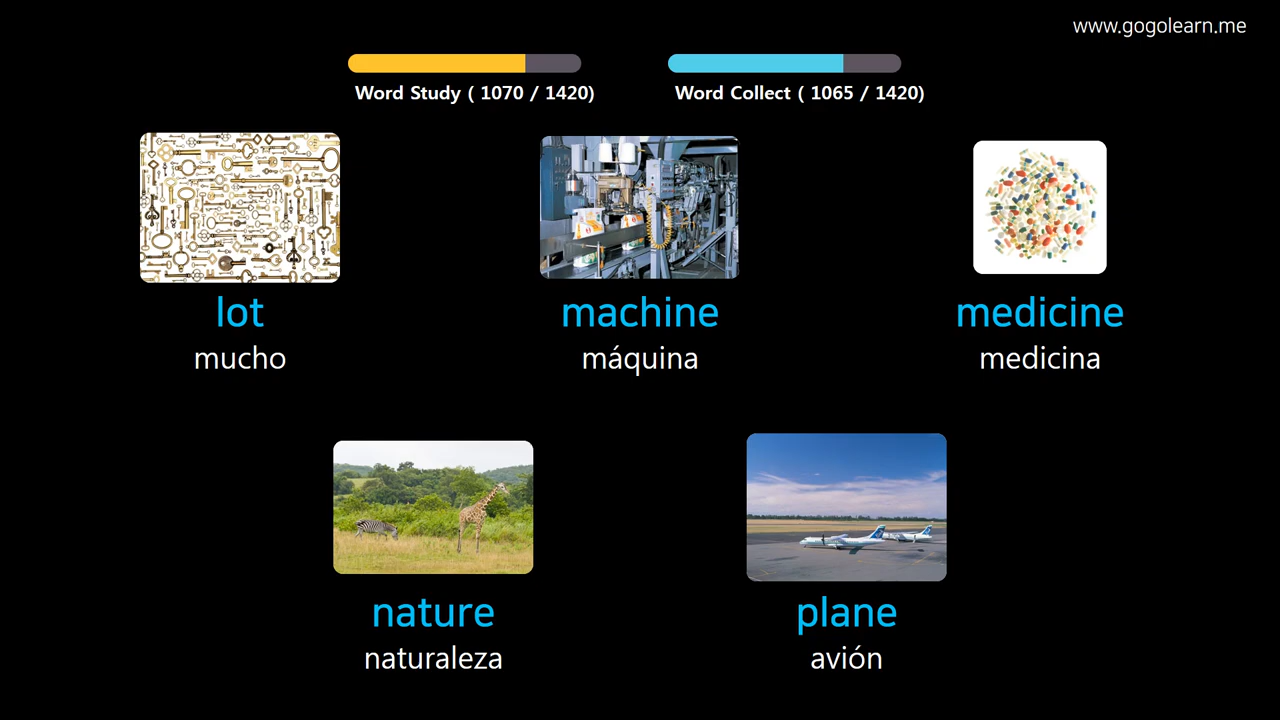 www.gogolearn.me
Word Study ( 1070 / 1420)
Word Collect ( 1065 / 1420)
lot
mucho
machine
máquina
medicine
medicina
nature
naturaleza
plane
avión